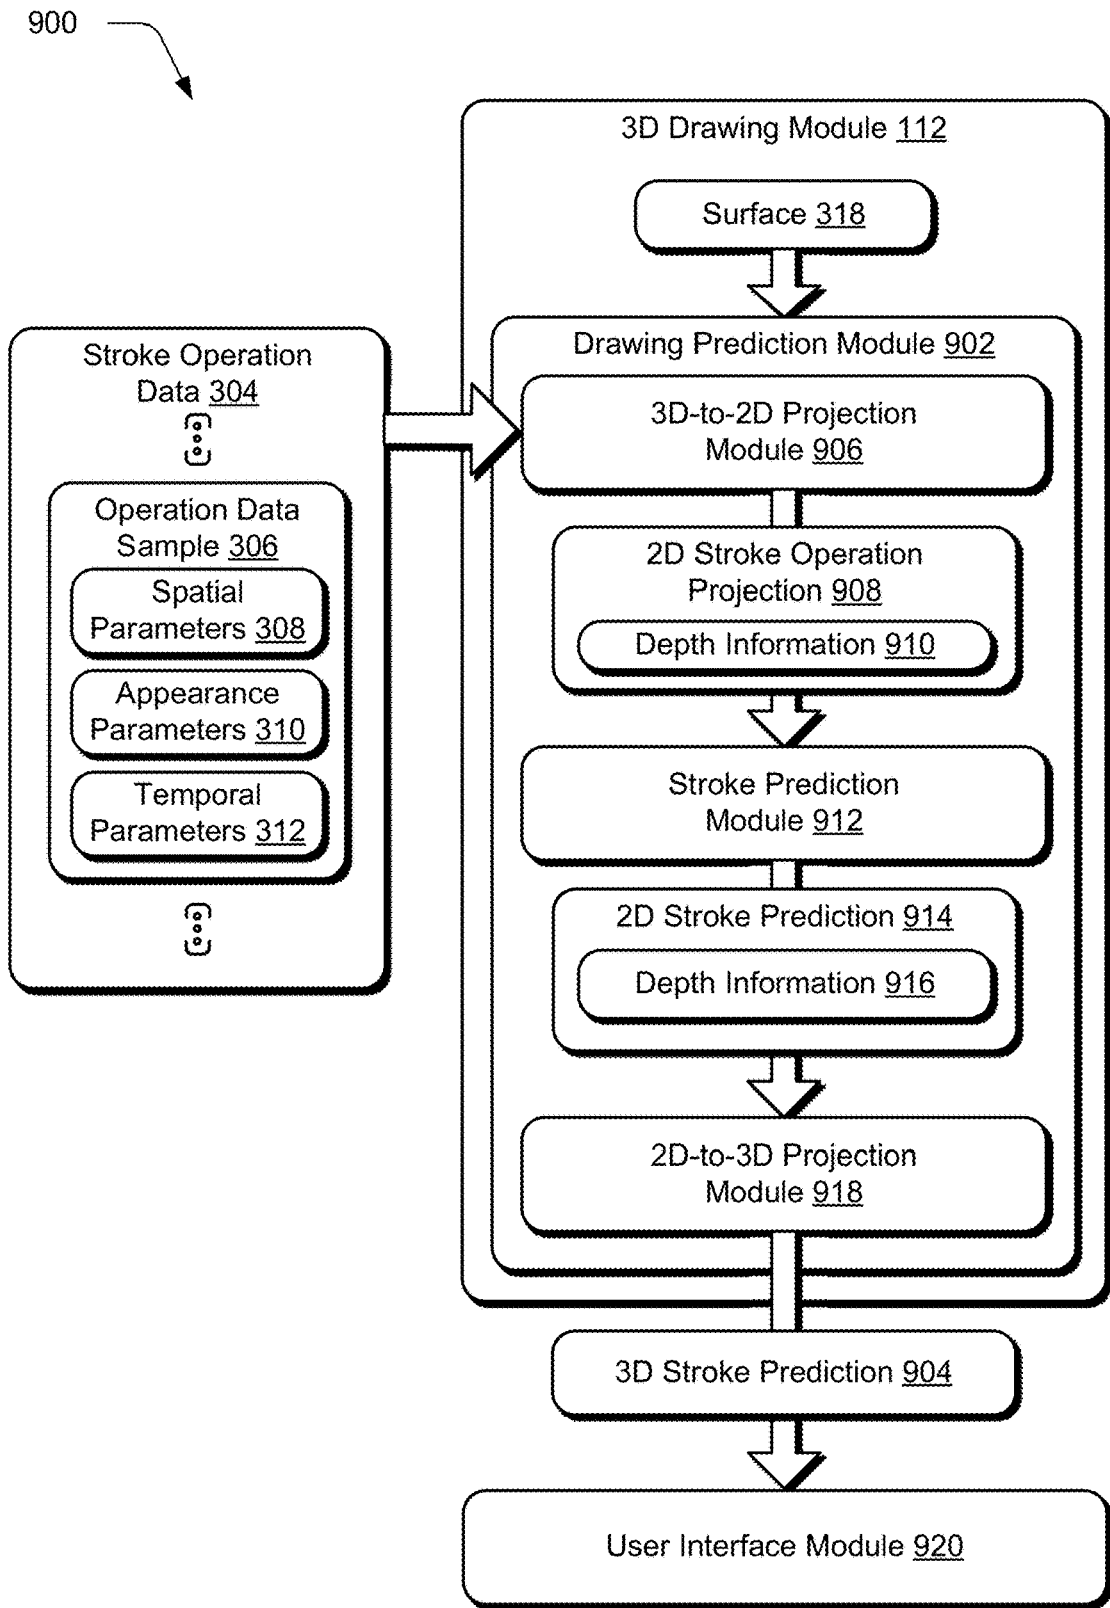 900
3D Drawing Module 112
Surface 318
Drawing Prediction Module 902
3D-to-2D Projection
Module 906
2D Stroke Operation
Projection 908
Depth Information 910
Stroke Prediction
Module 912
2D Stroke Prediction 914
Depth Information 916
2D-to-3D Projection
Module 918
Stroke Operation
Data 304
Operation Data
Sample 306
Spatial
Parameters 308
Appearance
Parameters 310
Temporal
Parameters 312
3D Stroke Prediction 904
User Interface Module 920